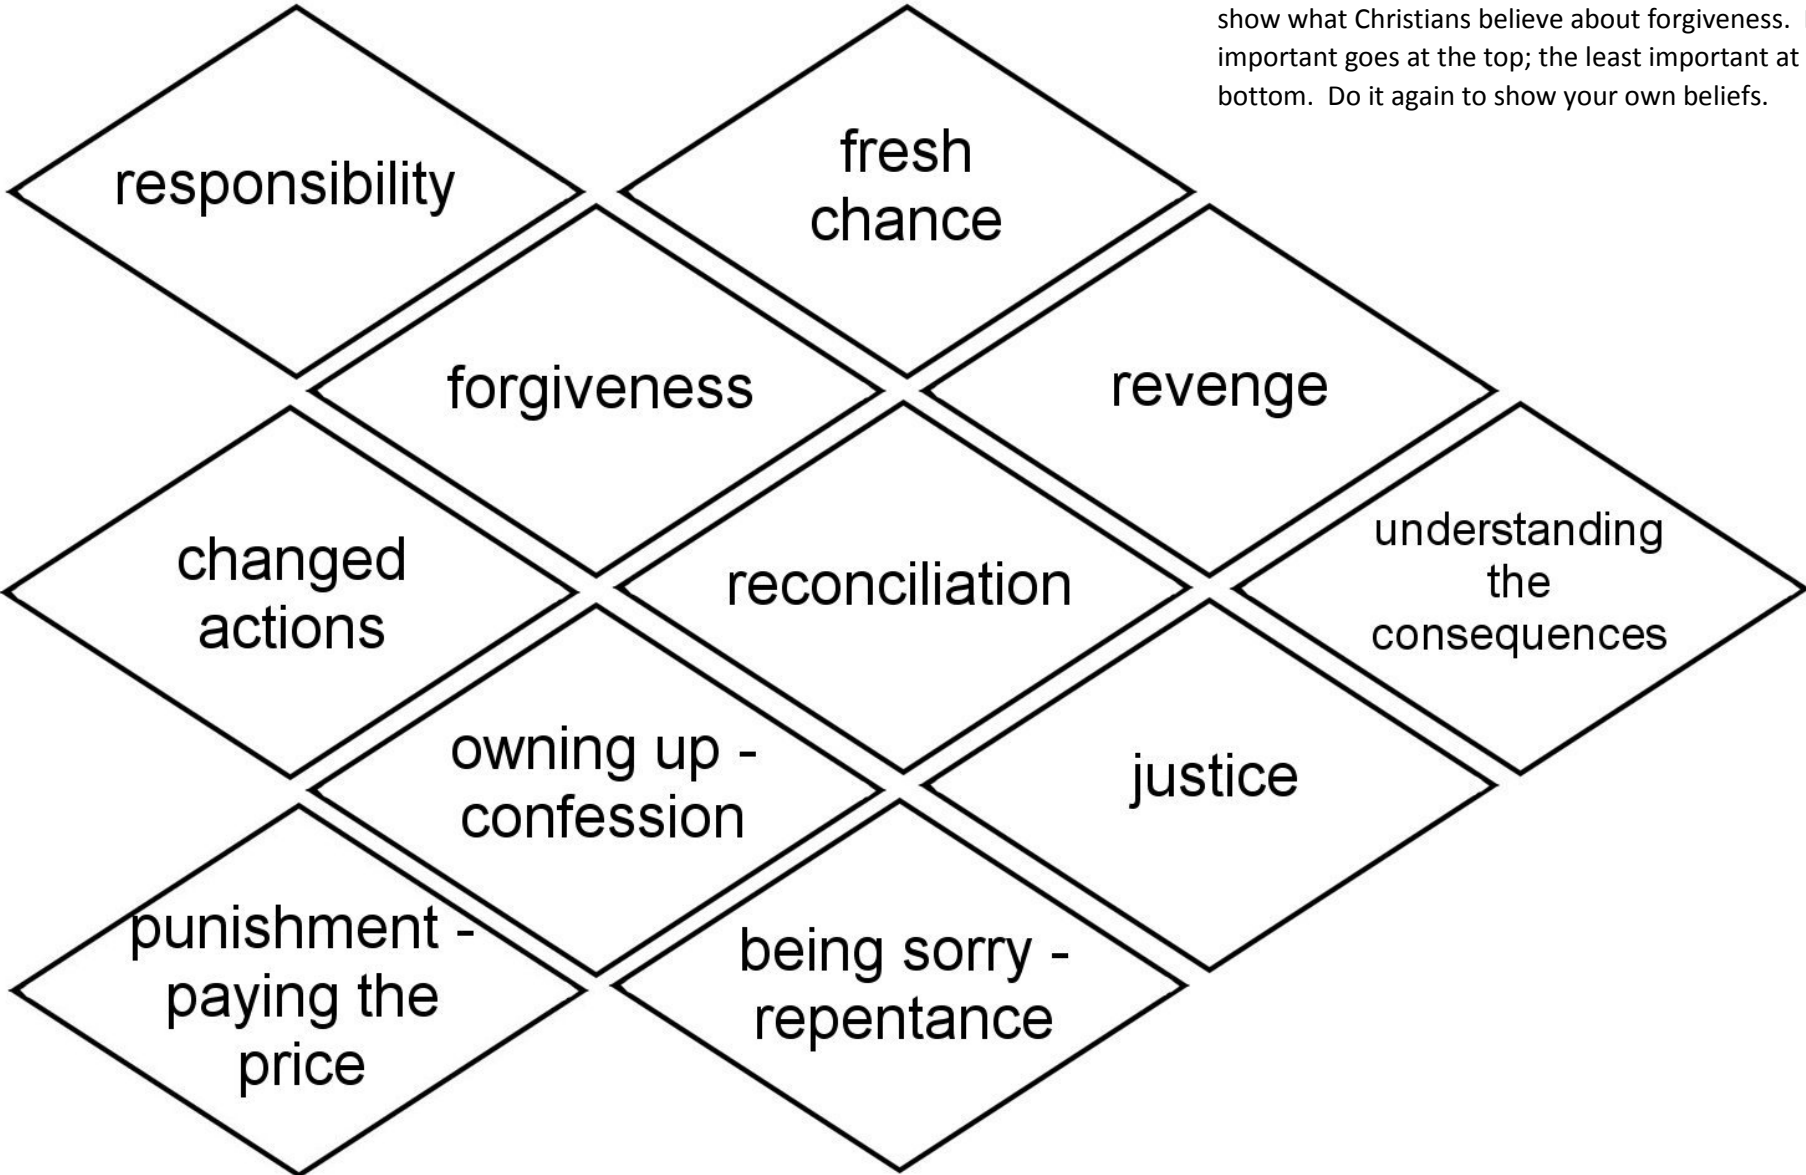 show what Christians believe about forgiveness.
important goes at the top; the least important at
bottom. Do it again to show your own beliefs.
responsibility
fresh
chance
forgiveness
revenge
changed
actions
reconciliation
understanding
the
consequences
owning up -
confession
justice
punishment -
paying the
price
being sorry -
repentance